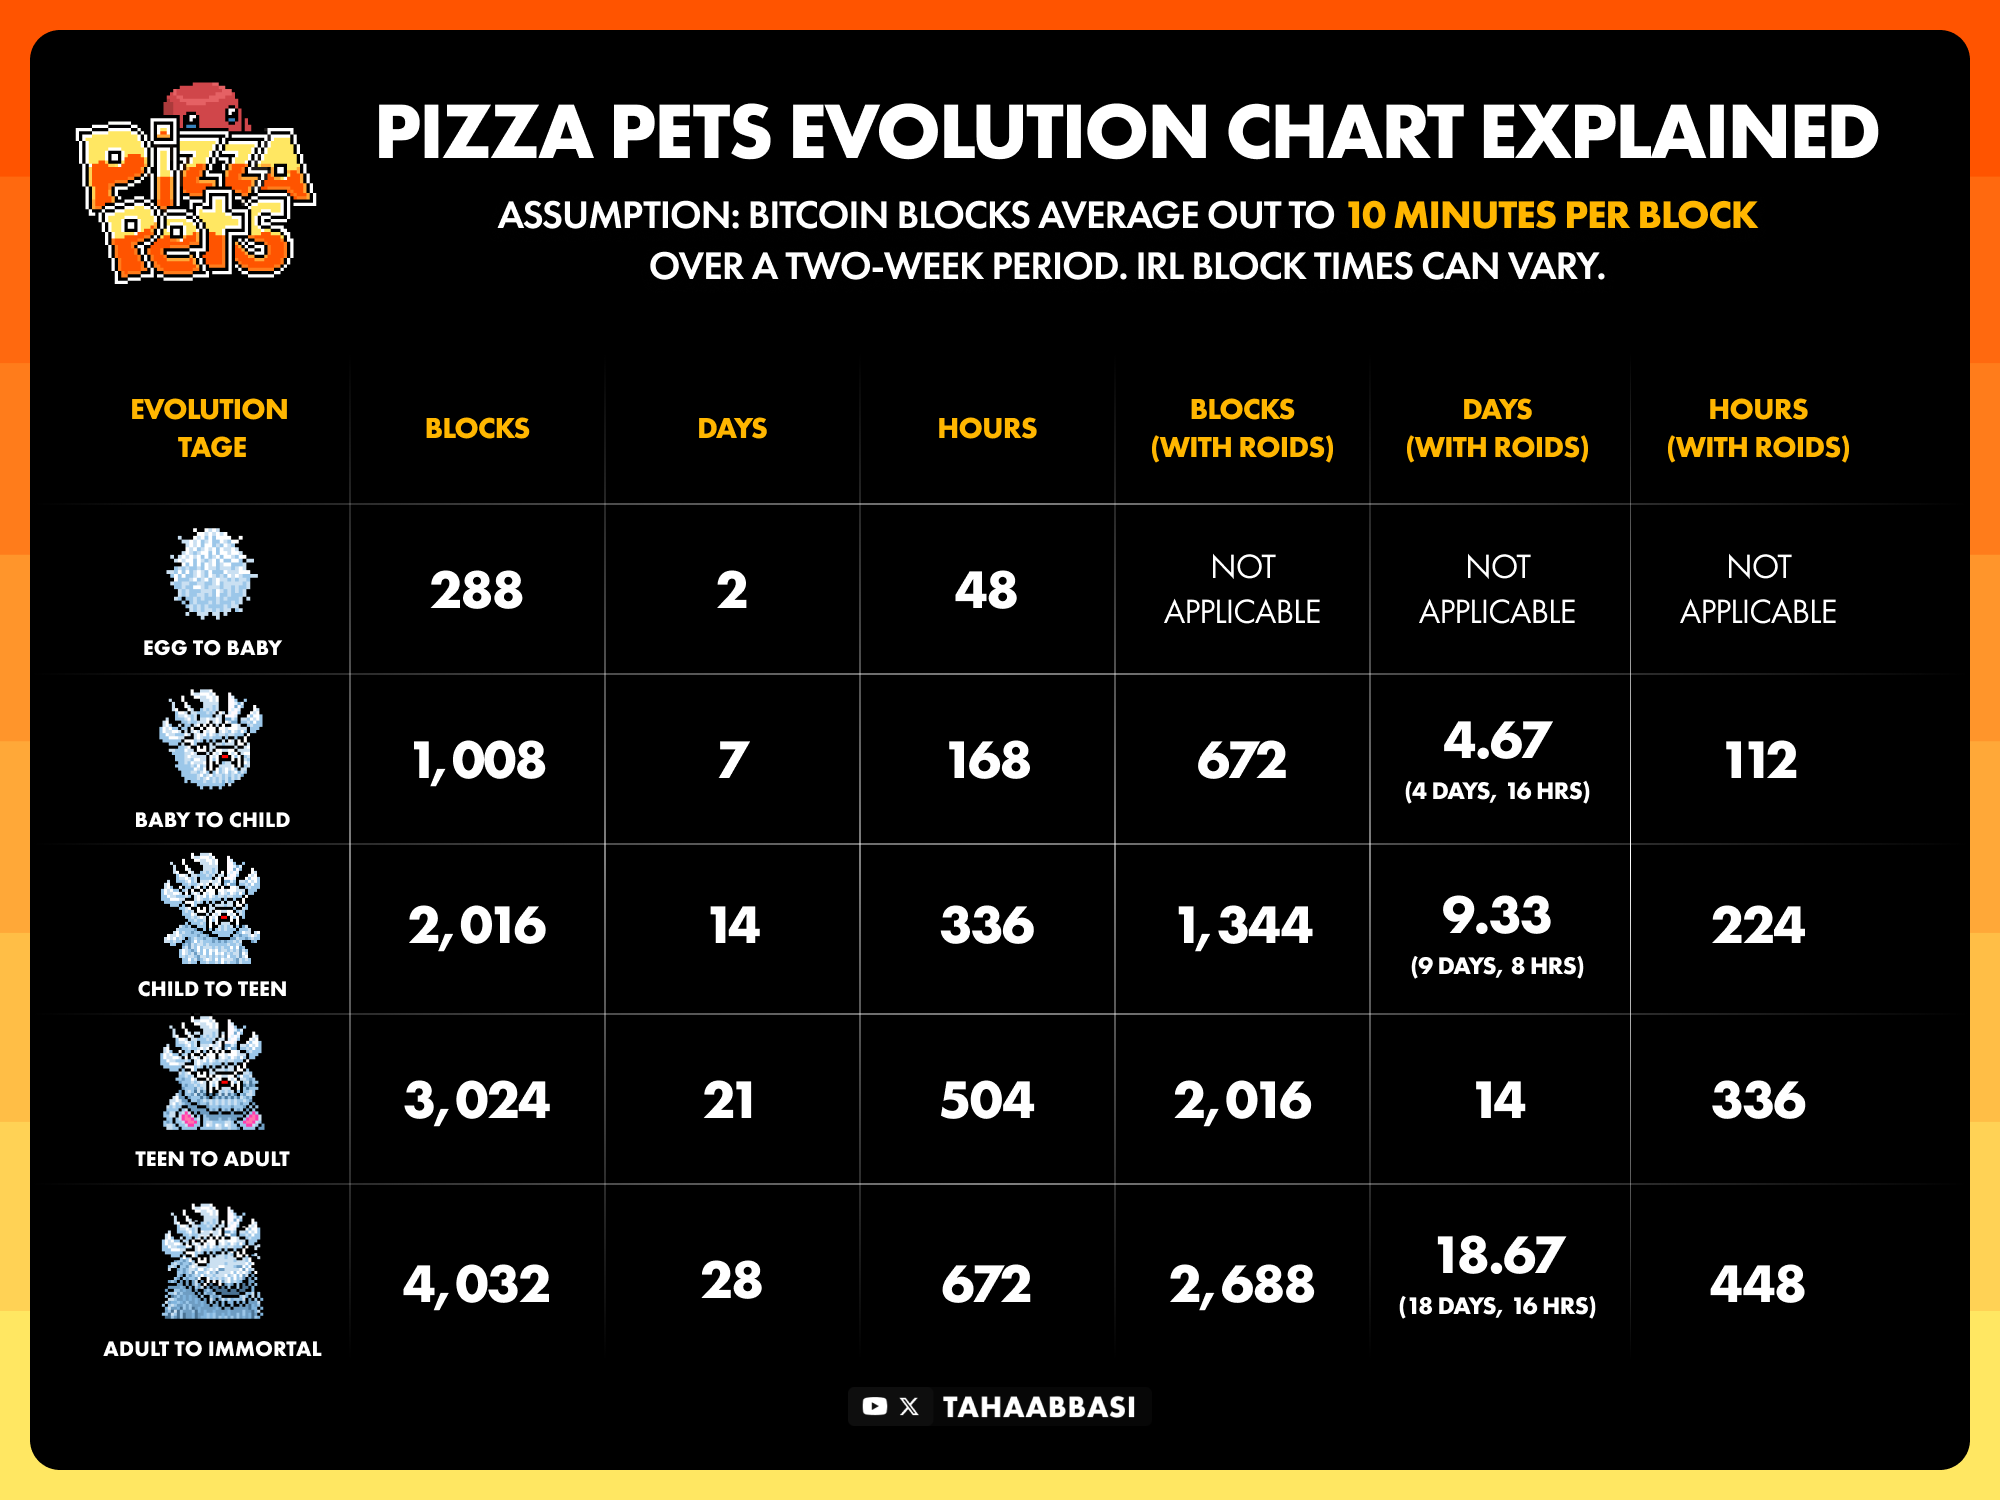 Pizza
Pets
PIZZA PETS EVOLUTION CHART EXPLAINED
ASSUMPTION: BITCOIN BLOCKS AVERAGE OUT TO 10 MINUTES PER BLOCK
OVER A TWO-WEEK PERIOD. IRL BLOCK TIMES CAN VARY.
EVOLUTION
TAGE
BLOCKS
DAYS
HOURS
BLOCKS
(WITH ROIDS)
DAYS
(WITH ROIDS)
HOURS
(WITH ROIDS)
EGG TO BABY
288
2
48
NOT
APPLICABLE
NOT
APPLICABLE
NOT
APPLICABLE
BABY TO CHILD
1,008
7
168
672
4.67
(4 DAYS, 16 HRS)
112
CHILD TO TEEN
2,016
14
336
1,344
9.33
(9 DAYS, 8 HRS)
224
TEEN TO ADULT
3,024
21
504
2,016
14
336
ADULT TO IMMORTAL
4,032
28
672
2,688
18.67
(18 DAYS, 16 HRS)
448
TAHAABBASI